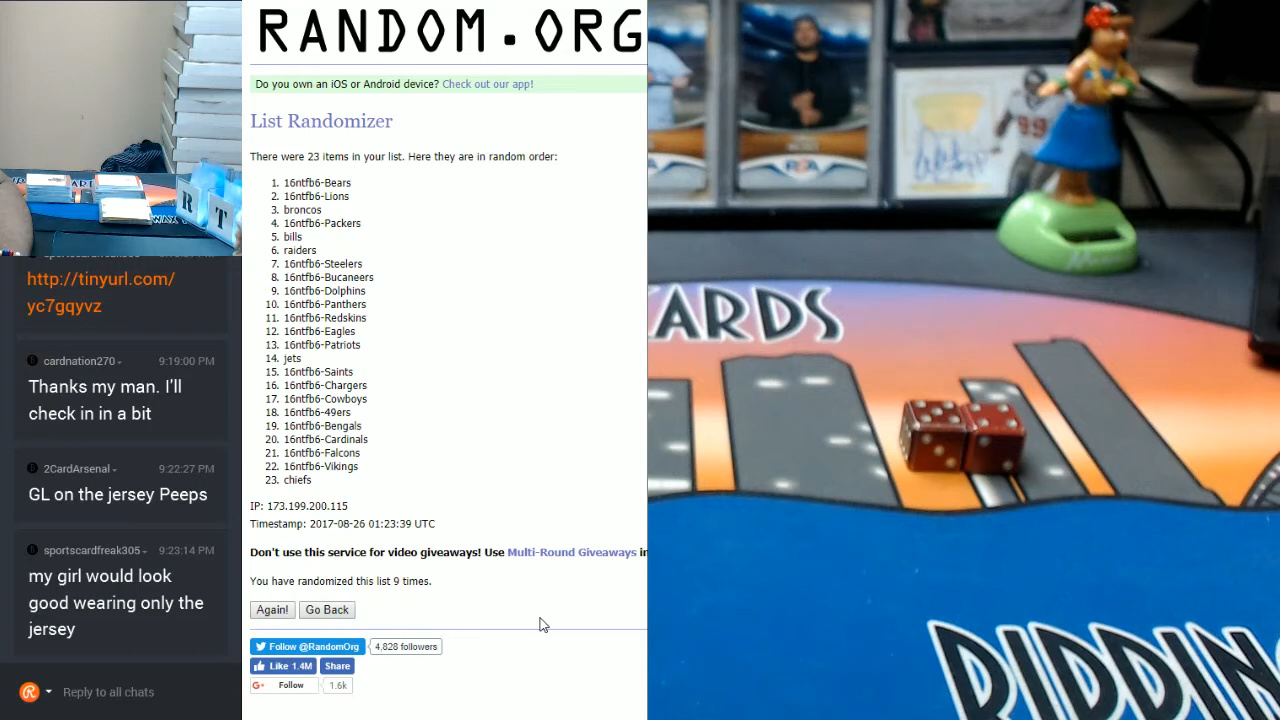 RANDOM.ORG
Do you own an iOS or Android device? Check out our app!
List Randomizer
There were 23 items in your list. Here they are in random order:
1. 16ntfb6-Bears
2. 16ntfb6-Lions
3. broncos
4. 16ntfb6-Packers
5. bills
6. raiders
7. 16ntfb6-Steelers
8. 16ntfb6-Bucaneers
9. 16ntfb6-Dolphins
10. 16ntfb6-Panthers
11. 16ntfb6-Redskins
12. 16ntfb6-Eagles
13. 16ntfb6-Patriots
14. jets
15. 16ntfb6-Saints
16. 16ntfb6-Chargers
17. 16ntfb6-Cowboys
18. 16ntfb6-49ers
19. 16ntfb6-Bengals
20. 16ntfb6-Cardinals
21. 16ntfb6-Falcons
22. 16ntfb6-Vikings
23. chiefs
IP: 173.199.200.115
Timestamp: 2017-08-26 01:23:39 UTC
Don't use this service for video giveaways! Use Multi-Round Giveaways in
You have randomized this list 9 times.
Again! Go Back
Follow @RandomOrg 4,828 followers
Like 1.4M Share
G+ Follow 1.6k
R T
http://tinyurl.com/
yc7gqyvz
cardnation270 9:19:00 PM
Thanks my man. I'll
check in in a bit
2CardArsenal 9:22:27 PM
GL on the jersey Peeps
sportscardfreak305 9:23:14 PM
my girl would look
good wearing only the
jersey
Reply to all chats
ARDS
RIPPIN
99